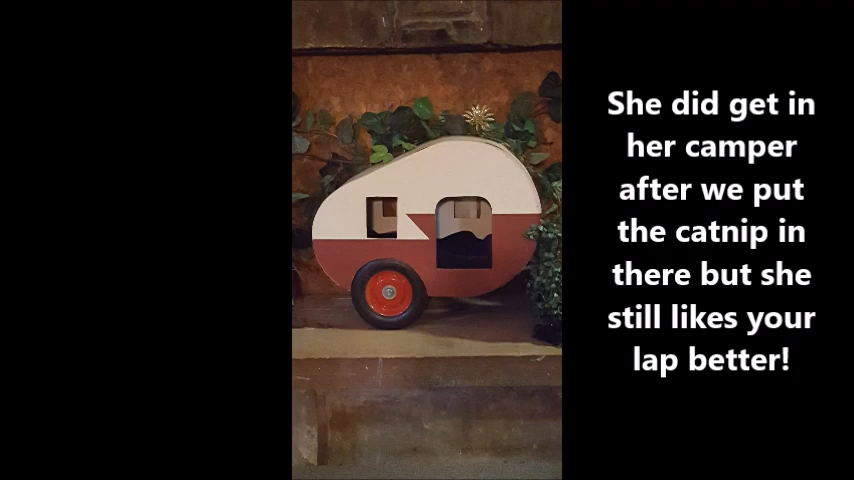 She did get in
her camper
after we put
the catnip in
there but she
still likes your
lap better!